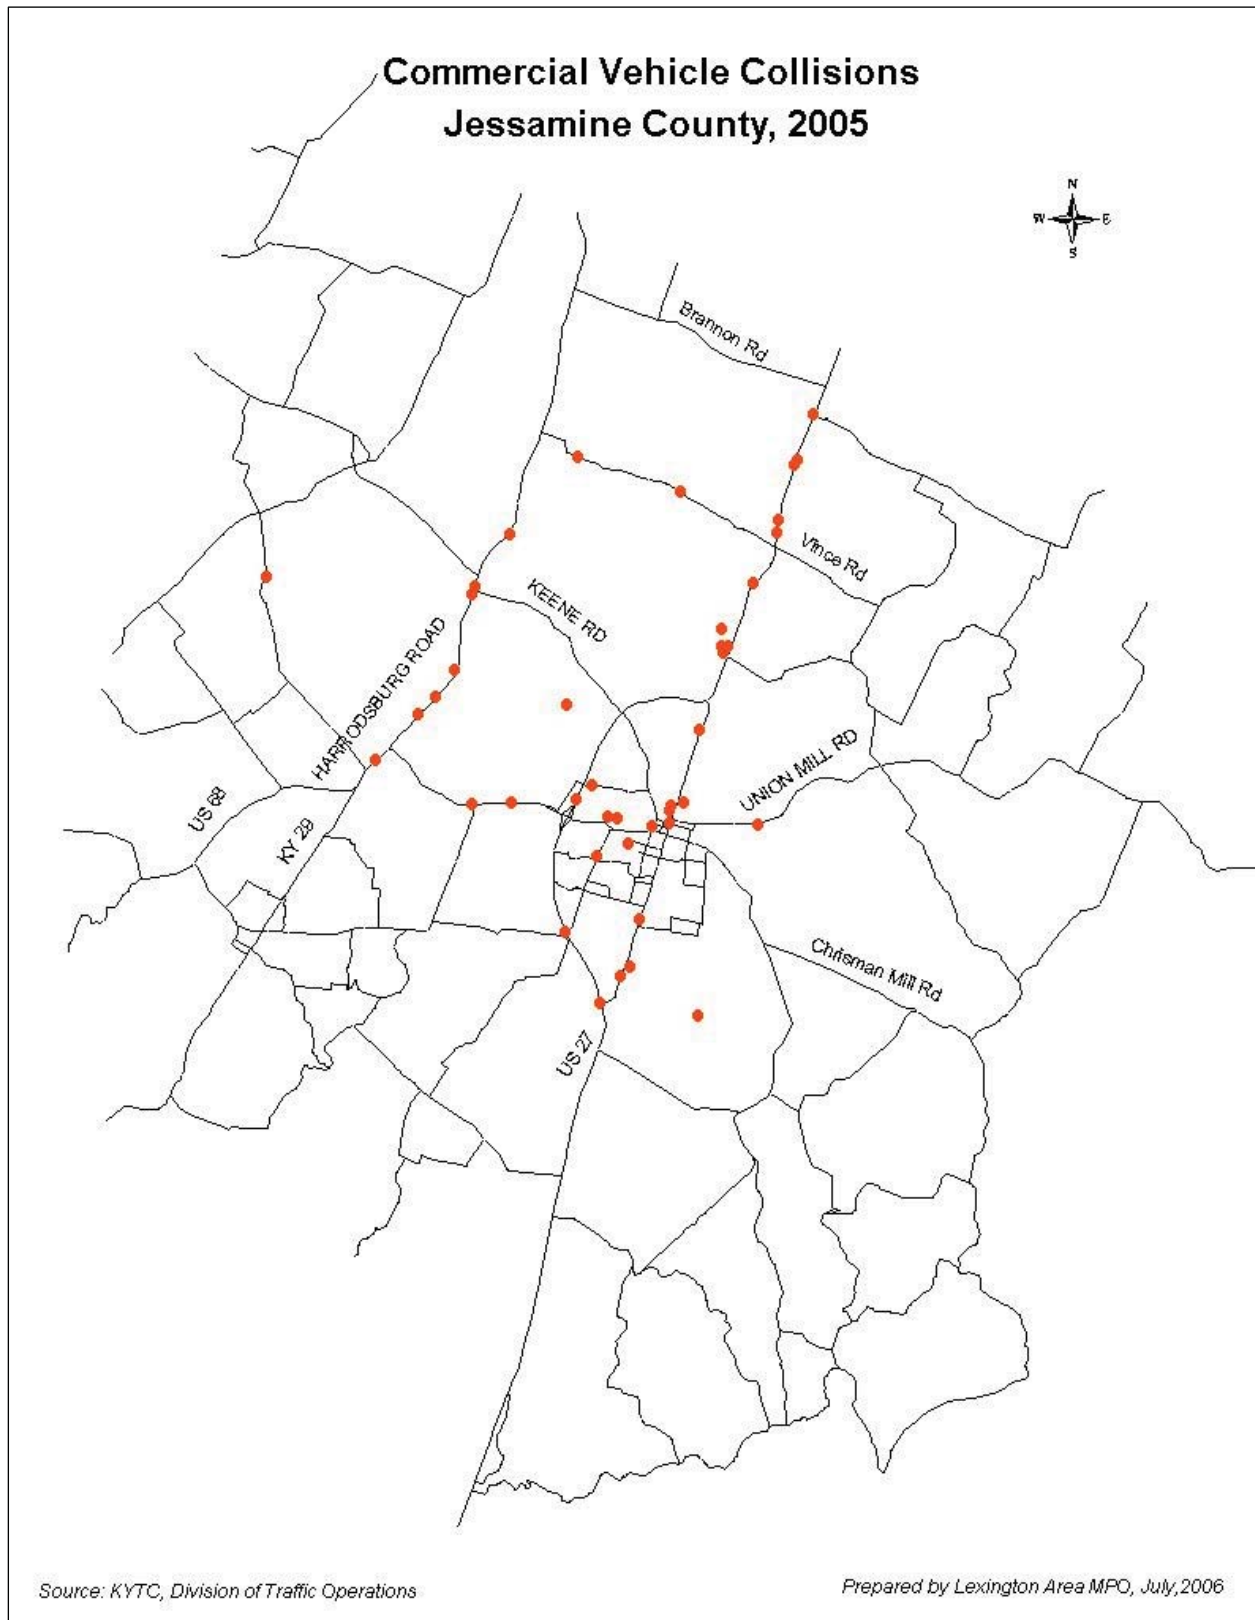 Commercial Vehicle Collisions
Jessamine County, 2005
N
W E
S
Brannon Rd
Vince Rd
KEENE RD
HARRODSBURG ROAD
UNION MILL RD
US 68
KY 29
Chrisman Mill Rd
US 27
Source: KYTC, Division of Traffic Operations
Prepared by Lexington Area MPO, July,2006